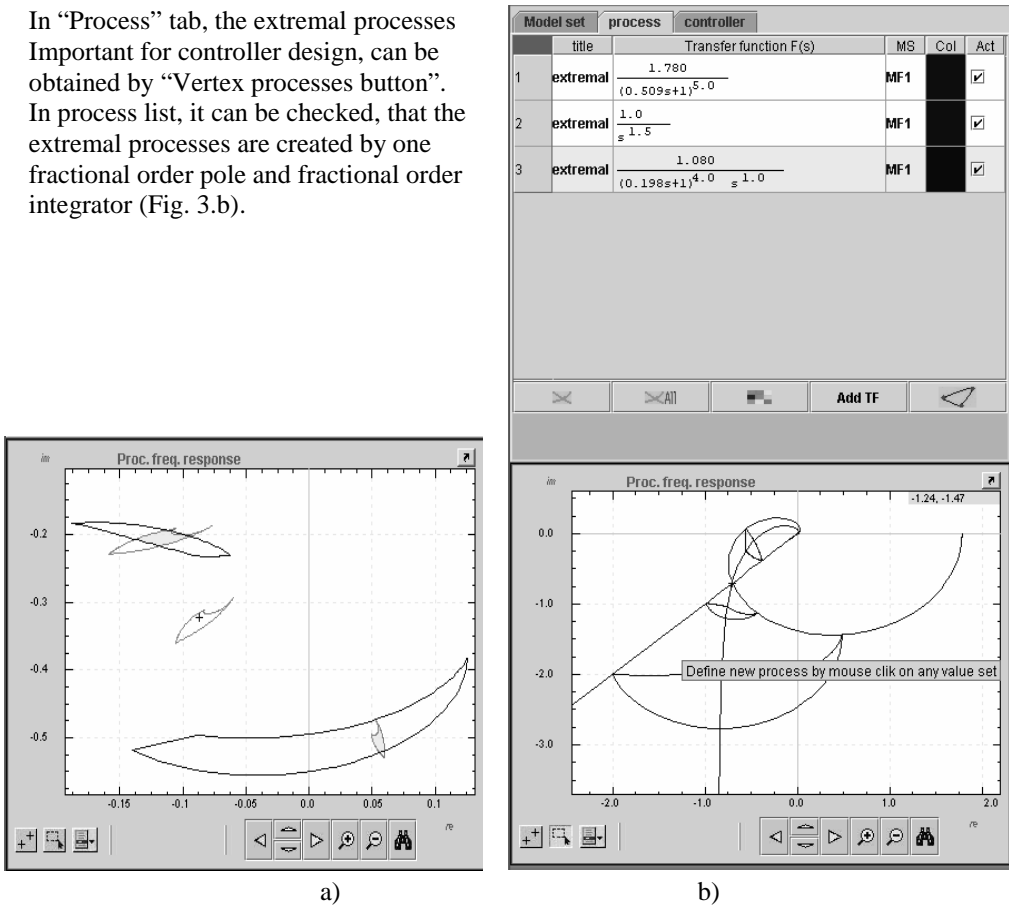 In “Process” tab, the extremal processes
Important for controller design, can be
obtained by “Vertex processes button”.
In process list, it can be checked, that the
extremal processes are created by one
fractional order pole and fractional order
integrator (Fig. 3.b).
Model set process controller
title Transfer function F(s) MS Col Act
1 extremal 1.780 / (0.509s+1)^5.0 MF1
2 extremal 1.0 / s^1.5 MF1
3 extremal 1.080 / (0.198s+1)^4.0 s^1.0 MF1
All Add TF
im Proc. freq. response
-0.2
-0.3
-0.4
-0.5
-0.15 -0.1 -0.05 0.0 0.05 0.1
re
a)
im Proc. freq. response
-1.24, -1.47
0.0
-1.0
-2.0
-3.0
Define new process by mouse clik on any value set
-2.0 -1.0 0.0 1.0 2.0
re
b)